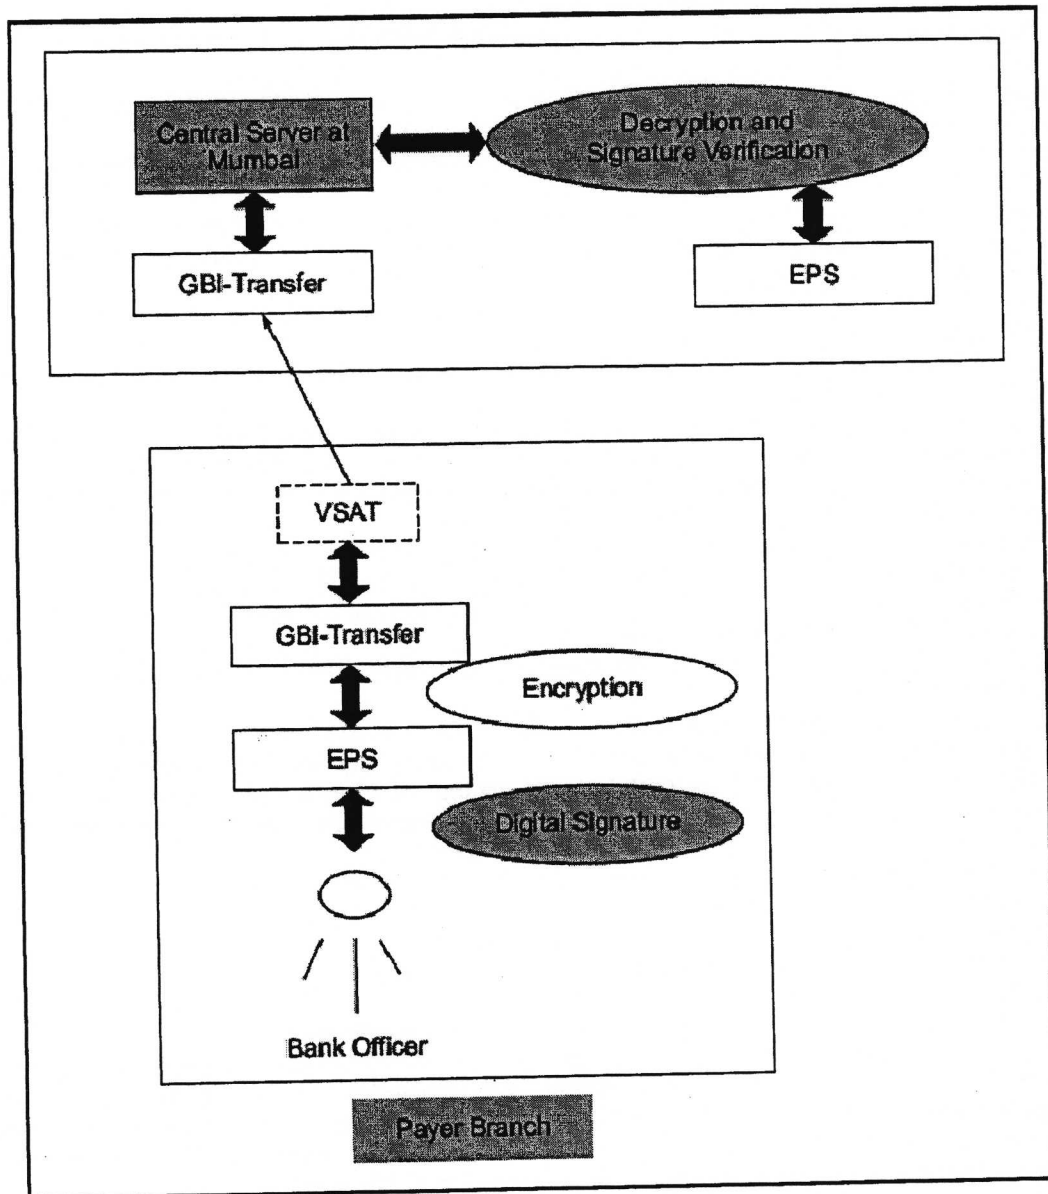 Central Server at
Mumbai
Decryption and
Signature Verification
GBI-Transfer
EPS
VSAT
GBI-Transfer
Encryption
EPS
Digital Signature
Bank Officer
Payer Branch